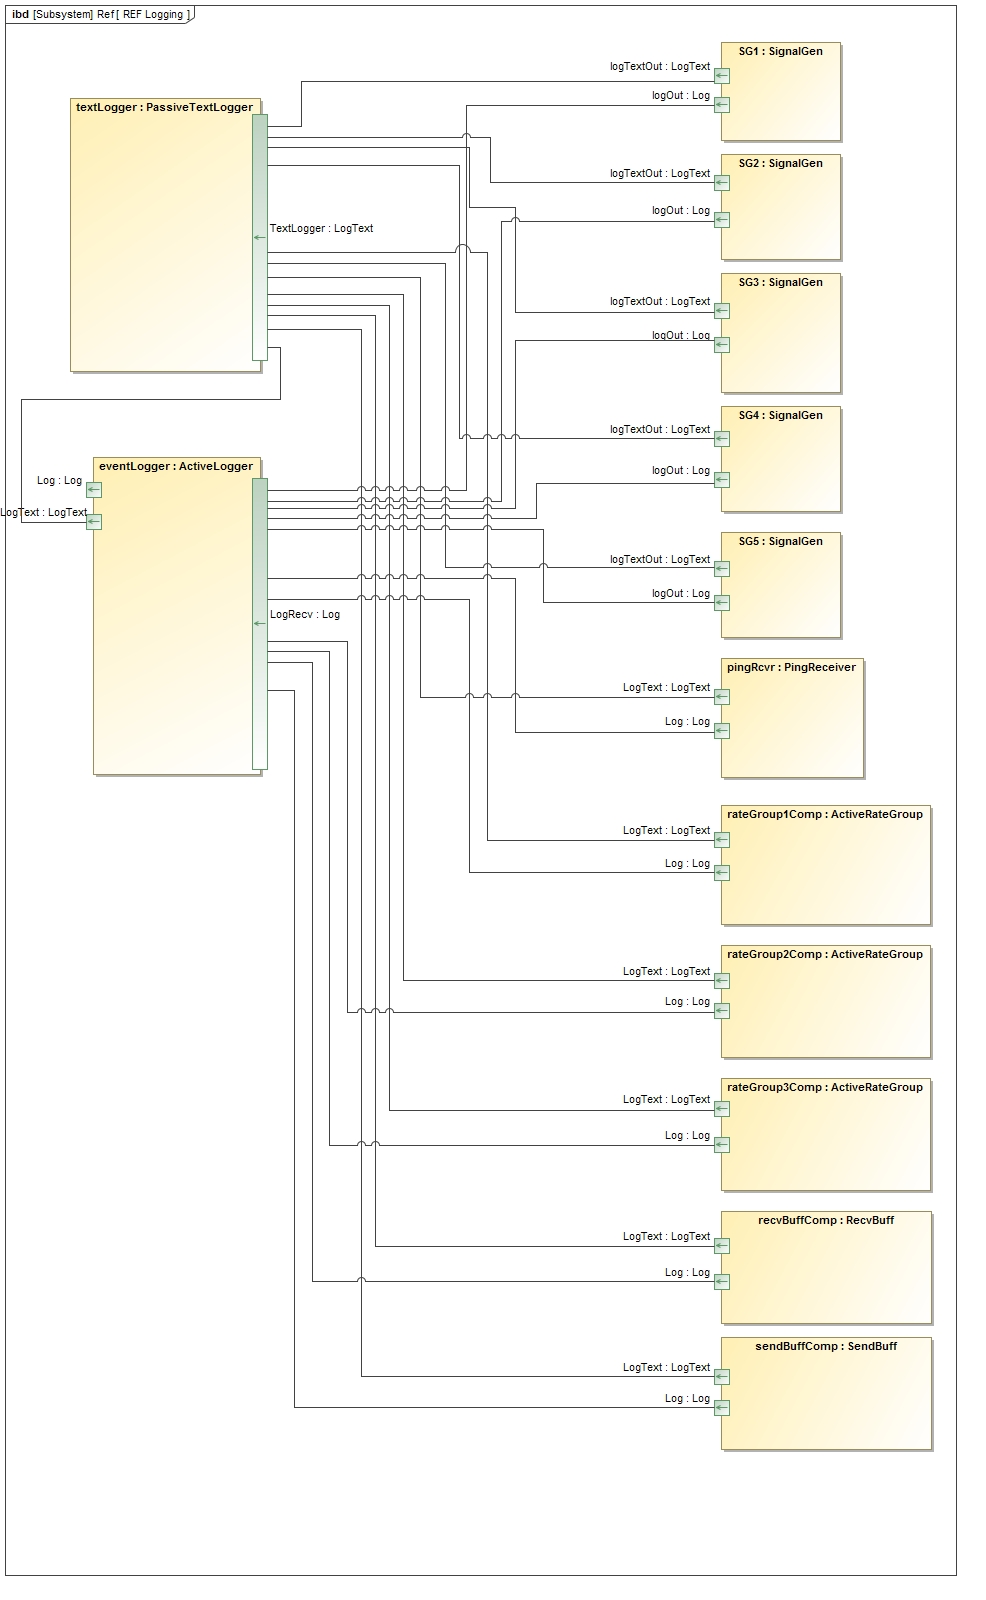 ibd [Subsystem] Ref [ REF Logging ]
SG1 : SignalGen
logTextOut : LogText
logOut : Log
textLogger : PassiveTextLogger
SG2 : SignalGen
logTextOut : LogText
logOut : Log
TextLogger : LogText
SG3 : SignalGen
logTextOut : LogText
logOut : Log
SG4 : SignalGen
logTextOut : LogText
eventLogger : ActiveLogger
logOut : Log
Log : Log
LogText : LogText
SG5 : SignalGen
logTextOut : LogText
logOut : Log
LogRecv : Log
pingRcvr : PingReceiver
LogText : LogText
Log : Log
rateGroup1Comp : ActiveRateGroup
LogText : LogText
Log : Log
rateGroup2Comp : ActiveRateGroup
LogText : LogText
Log : Log
rateGroup3Comp : ActiveRateGroup
LogText : LogText
Log : Log
recvBuffComp : RecvBuff
LogText : LogText
Log : Log
sendBuffComp : SendBuff
LogText : LogText
Log : Log